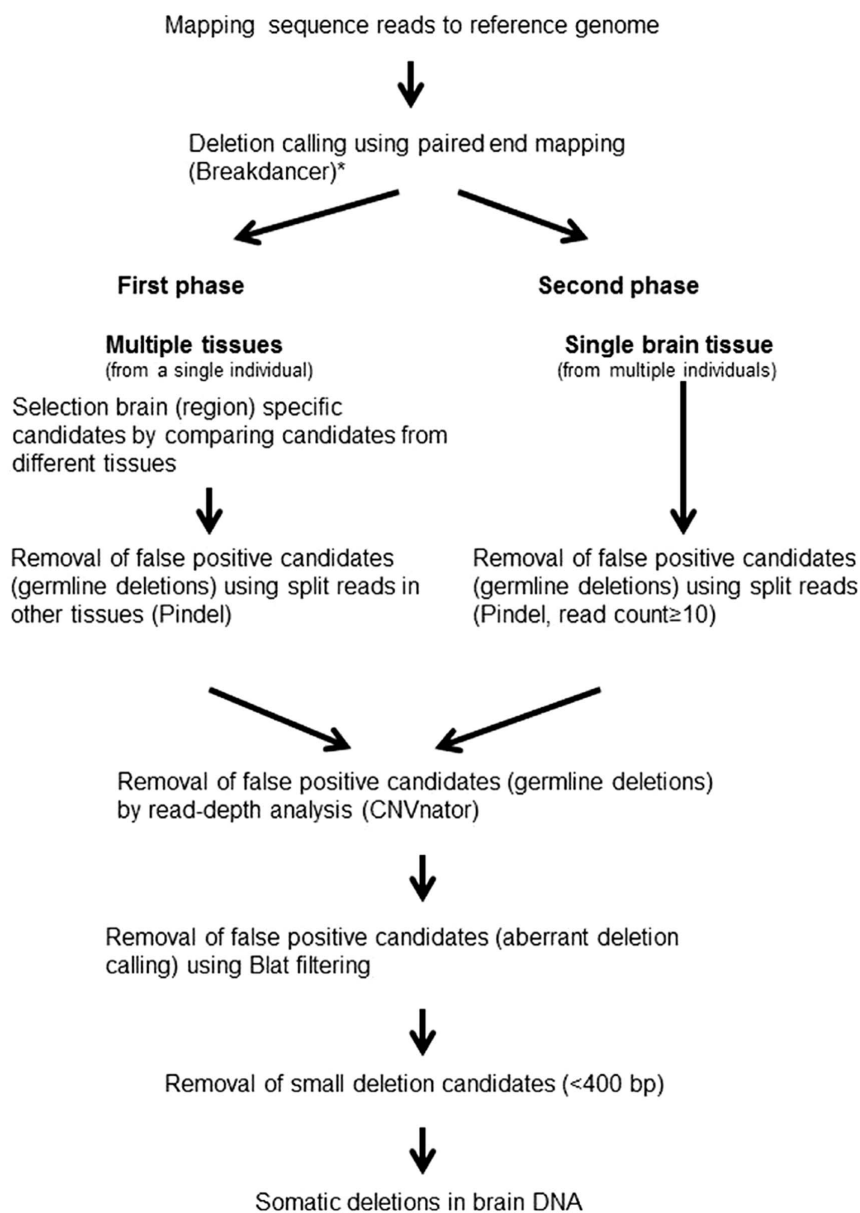 Mapping sequence reads to reference genome
Deletion calling using paired end mapping
(Breakdancer)*
First phase
Multiple tissues
(from a single individual)
Selection brain (region) specific
candidates by comparing candidates from
different tissues
Removal of false positive candidates
(germline deletions) using split reads in
other tissues (Pindel)
Second phase
Single brain tissue
(from multiple individuals)
Removal of false positive candidates
(germline deletions) using split reads
(Pindel, read count≥10)
Removal of false positive candidates (germline deletions)
by read-depth analysis (CNVnator)
Removal of false positive candidates (aberrant deletion
calling) using Blat filtering
Removal of small deletion candidates (<400 bp)
Somatic deletions in brain DNA